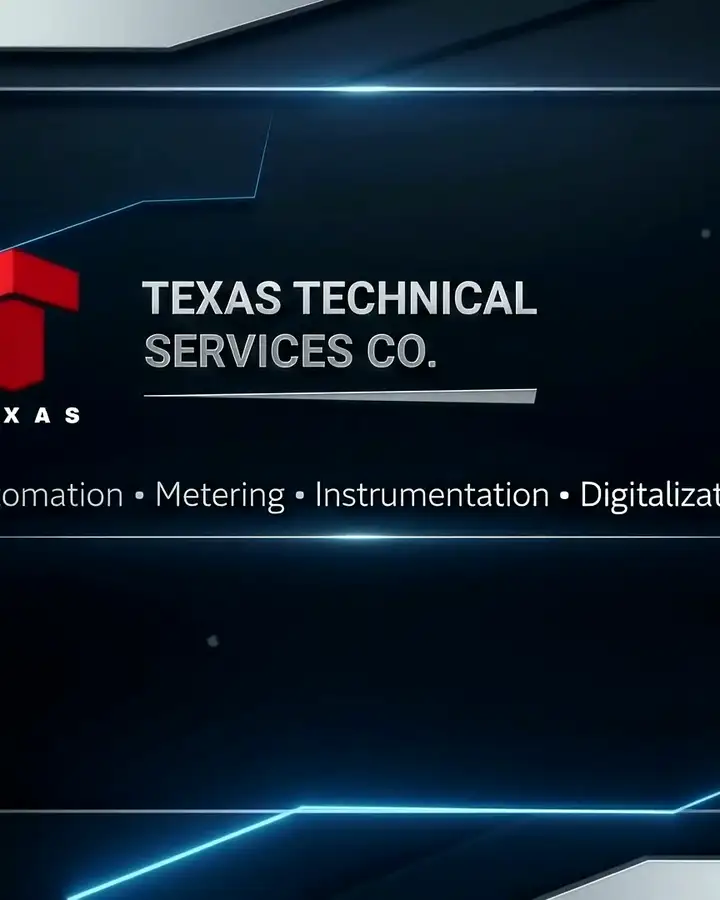 TEXAS TECHNICAL
SERVICES CO.
XAS
omation • Metering • Instrumentation • Digitalizat